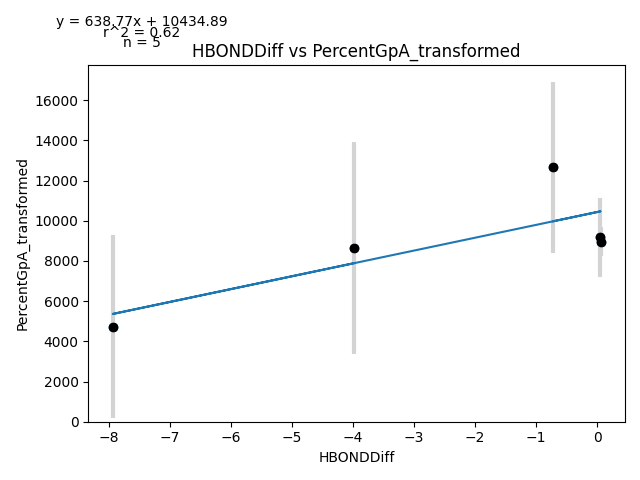 y = 638.77x + 10434.89
r^2 = 0.62
n = 5
HBONDDiff vs PercentGpA_transformed
PercentGpA_transformed
16000
14000
12000
10000
8000
6000
4000
2000
0
−8 −7 −6 −5 −4 −3 −2 −1 0
HBONDDiff